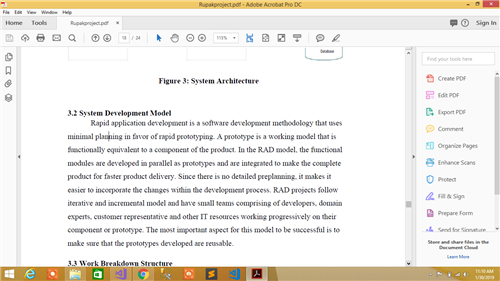 Rupakproject.pdf - Adobe Acrobat Pro DC
File Edit View Window Help
Home Tools Rupakproject.pdf × Sign In
18 / 24 110%
Database
Figure 3: System Architecture
3.2 System Development Model
Rapid application development is a software development methodology that uses
minimal planning in favor of rapid prototyping. A prototype is a working model that is
functionally equivalent to a component of the product. In the RAD model, the functional
modules are developed in parallel as prototypes and are integrated to make the complete
product for faster product delivery. Since there is no detailed preplanning, it makes it
easier to incorporate the changes within the development process. RAD projects follow
iterative and incremental model and have small teams comprising of developers, domain
experts, customer representative and other IT resources working progressively on their
component or prototype. The most important aspect for this model to be successful is to
make sure that the prototypes developed are reusable.
3.3 Work Breakdown Structure
Find your tools here
Create PDF
Edit PDF
Export PDF
Comment
Organize Pages
Enhance Scans
Protect
Fill & Sign
Prepare Form
Send for Signature
Store and share files in the
Document Cloud
Learn More
11:10 AM
1/30/2019